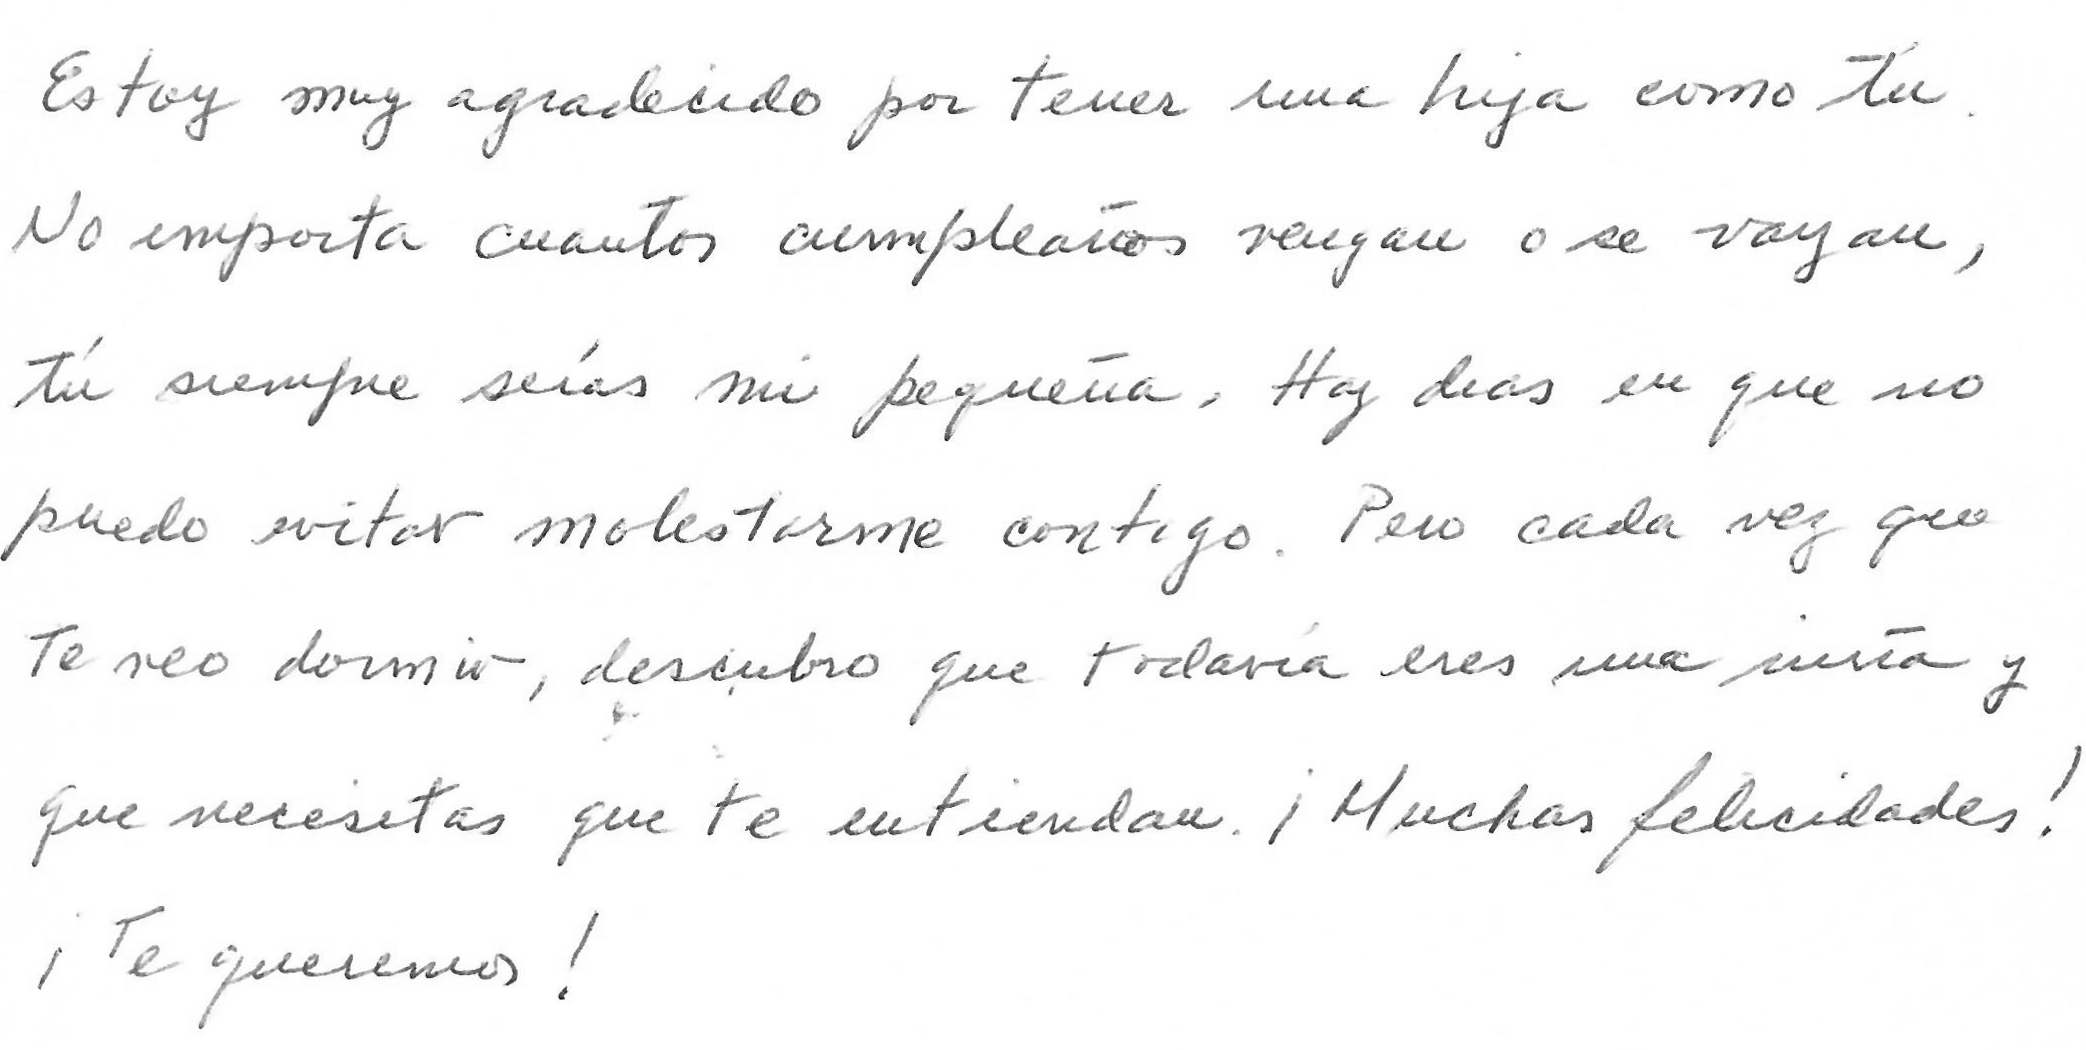 Estoy muy agradecido por tener una hija como tú.
No importa cuantos cumpleaños vengan o se vayan,
tú siempre serás mi pequeña. Hay dias en que no
puedo evitar molestarme contigo. Pero cada vez que
te veo dormir, descubro que todavía eres una niña y
que necesitas que te entiendan. ¡Muchas felicidades!
¡Te queremos!